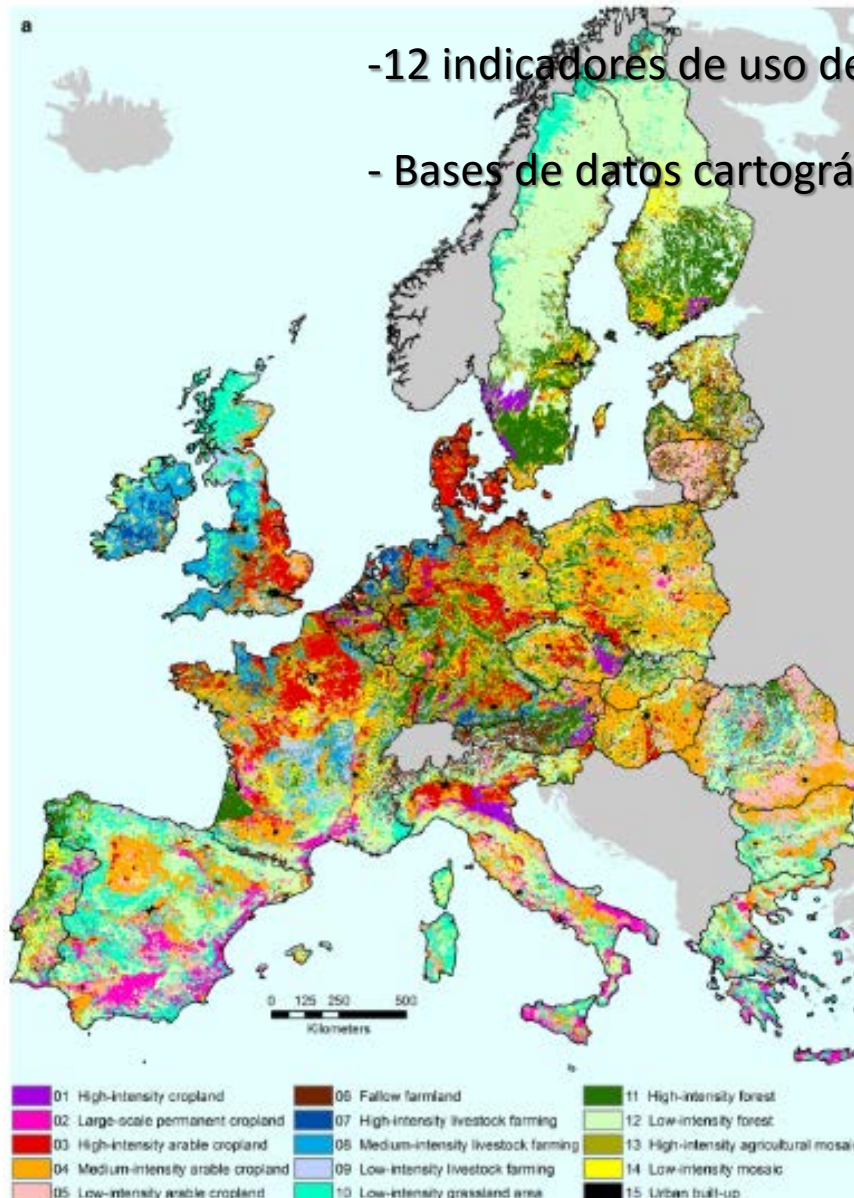 a
-12 indicadores de uso de
- Bases de datos cartográ
0 125 250 500
Kilometers
01 High-intensity cropland
02 Large-scale permanent cropland
03 High-intensity arable cropland
04 Medium-intensity arable cropland
05 Low-intensity arable cropland
06 Fallow farmland
07 High-intensity livestock farming
08 Medium-intensity livestock farming
09 Low-intensity livestock farming
10 Low-intensity grassland area
11 High-intensity forest
12 Low-intensity forest
13 High-intensity agricultural mosaic
14 Low-intensity mosaic
15 Urban built-up